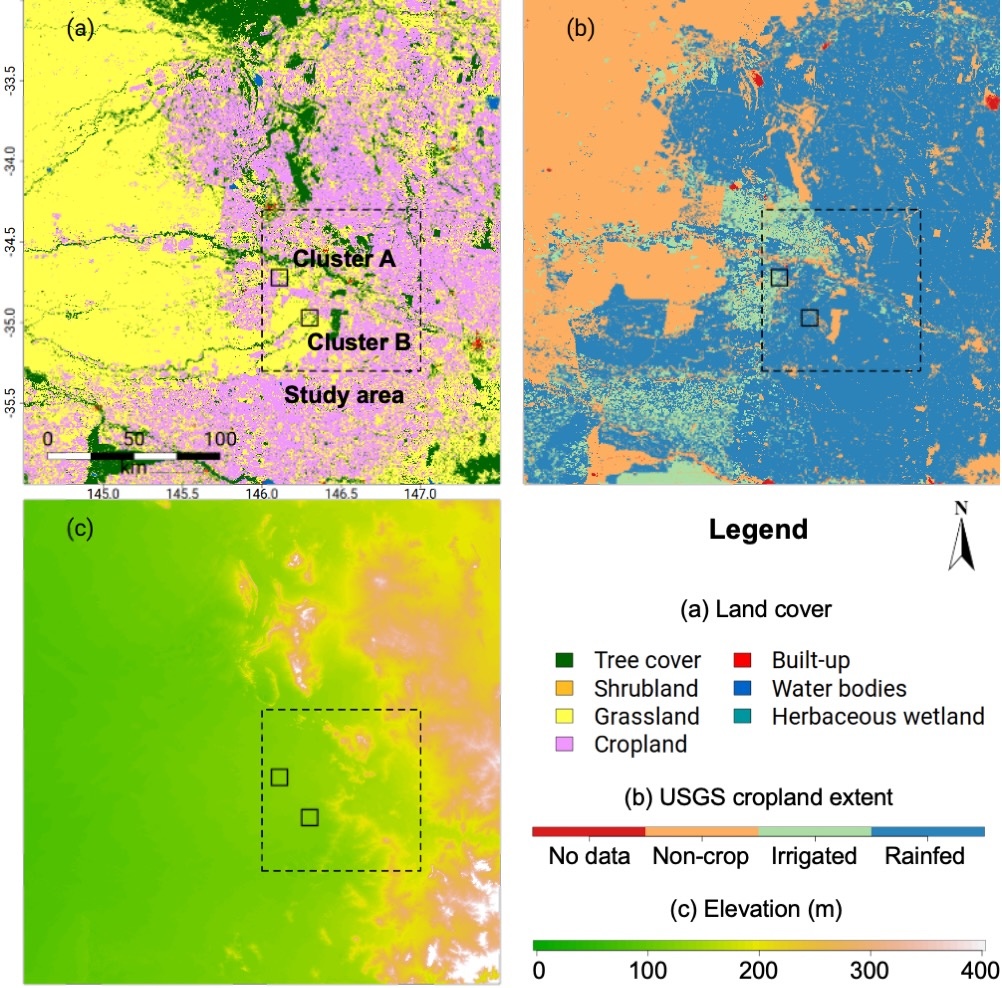 (a)
(b)
-33.5
-34.0
-34.5
-35.0
-35.5
Cluster A
Cluster B
Study area
0 50 100
km
145.0 145.5 146.0 146.5 147.0
(c)
Legend
N
(a) Land cover
Tree cover
Built-up
Shrubland
Water bodies
Grassland
Herbaceous wetland
Cropland
(b) USGS cropland extent
No data Non-crop Irrigated Rainfed
(c) Elevation (m)
0 100 200 300 400